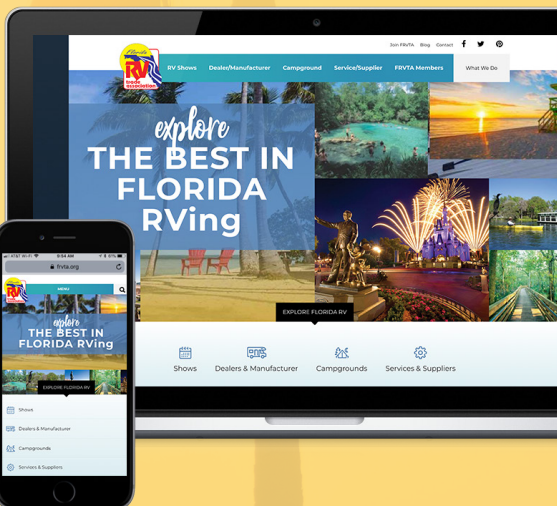 Join FRVTA Blog Contact
Florida
RV
trade
association
RV Shows Dealer/Manufacturer Campground Service/Supplier FRVTA Members What We Do
explore
THE BEST IN
FLORIDA
RVing
EXPLORE FLORIDA RV
Shows Dealers & Manufacturer Campgrounds Services & Suppliers
AT&T Wi-Fi 9:54 AM 81%
frvta.org
RV
MENU
explore
THE BEST IN
FLORIDA RVing
EXPLORE FLORIDA RV
Shows
Dealers & Manufacturer
Campgrounds
Services & Suppliers